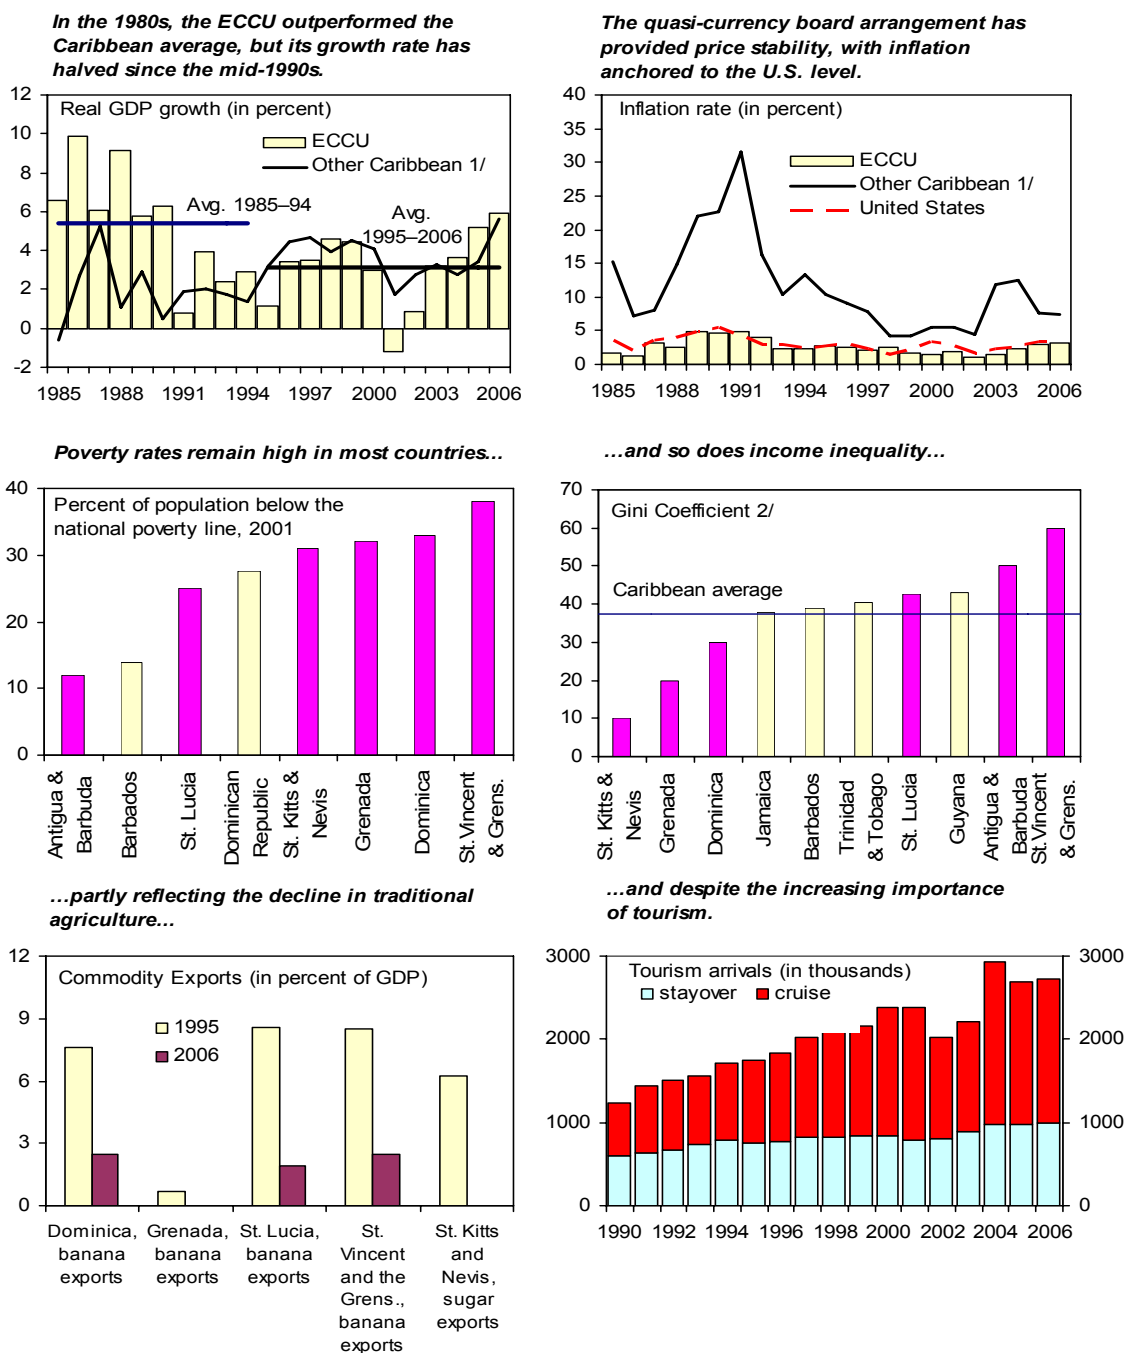 In the 1980s, the ECCU outperformed the
Caribbean average, but its growth rate has
halved since the mid-1990s.
12
10
8
6
4
2
0
-2
Real GDP growth (in percent)
ECCU
Other Caribbean 1/
Avg. 1985–94
Avg.
1995–2006
1985 1988 1991 1994 1997 2000 2003 2006
The quasi-currency board arrangement has
provided price stability, with inflation
anchored to the U.S. level.
40
35
30
25
20
15
10
5
0
Inflation rate (in percent)
ECCU
Other Caribbean 1/
United States
1985 1988 1991 1994 1997 2000 2003 2006
Poverty rates remain high in most countries…
40
30
20
10
0
Percent of population below the
national poverty line, 2001
Antigua &
Barbuda
Barbados
St. Lucia
Dominican
Republic
St. Kitts &
Nevis
Grenada
Dominica
St.Vincent
& Grens.
…and so does income inequality…
70
60
50
40
30
20
10
0
Gini Coefficient 2/
Caribbean average
St. Kitts &
Nevis
Grenada
Dominica
Jamaica
Barbados
Trinidad
& Tobago
St. Lucia
Guyana
Antigua &
Barbuda
St.Vincent
& Grens.
…partly reflecting the decline in traditional
agriculture…
12
9
6
3
0
Commodity Exports (in percent of GDP)
1995
2006
Dominica,
banana
exports
Grenada,
banana
exports
St. Lucia,
banana
exports
St.
Vincent
and the
Grens.,
banana
exports
St. Kitts
and
Nevis,
sugar
exports
…and despite the increasing importance
of tourism.
3000
2000
1000
0
Tourism arrivals (in thousands)
stayover cruise
3000
2000
1000
0
1990 1992 1994 1996 1998 2000 2002 2004 2006